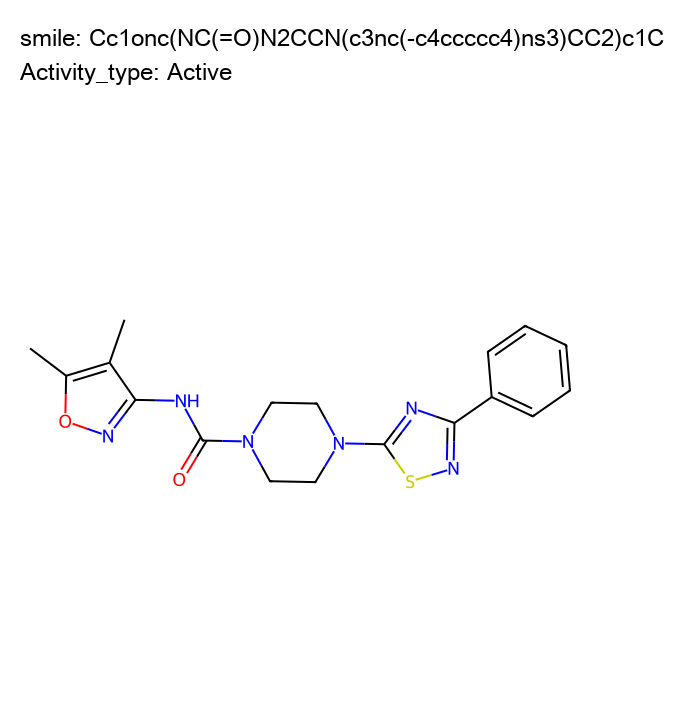 smile: Cc1onc(NC(=O)N2CCN(c3nc(-c4ccccc4)ns3)CC2)c1C
Activity_type: Active
NH
N
N
N
O
N
N
O
S